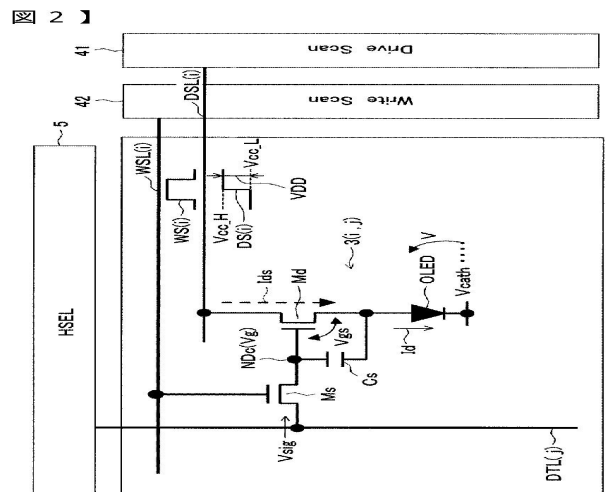 図２】
41
Drive Scan
42
Write Scan
DSL(i)
5
WSL(i)
WS(i)
Vcc_L
VDD
Vcc_H
DS(i)
3(i, j)
HSEL
Ids
Md
NDc(Vg)
Vgs
Cs
Ms
Vsig
OLED
V
Id
Vcath
DTL(j)